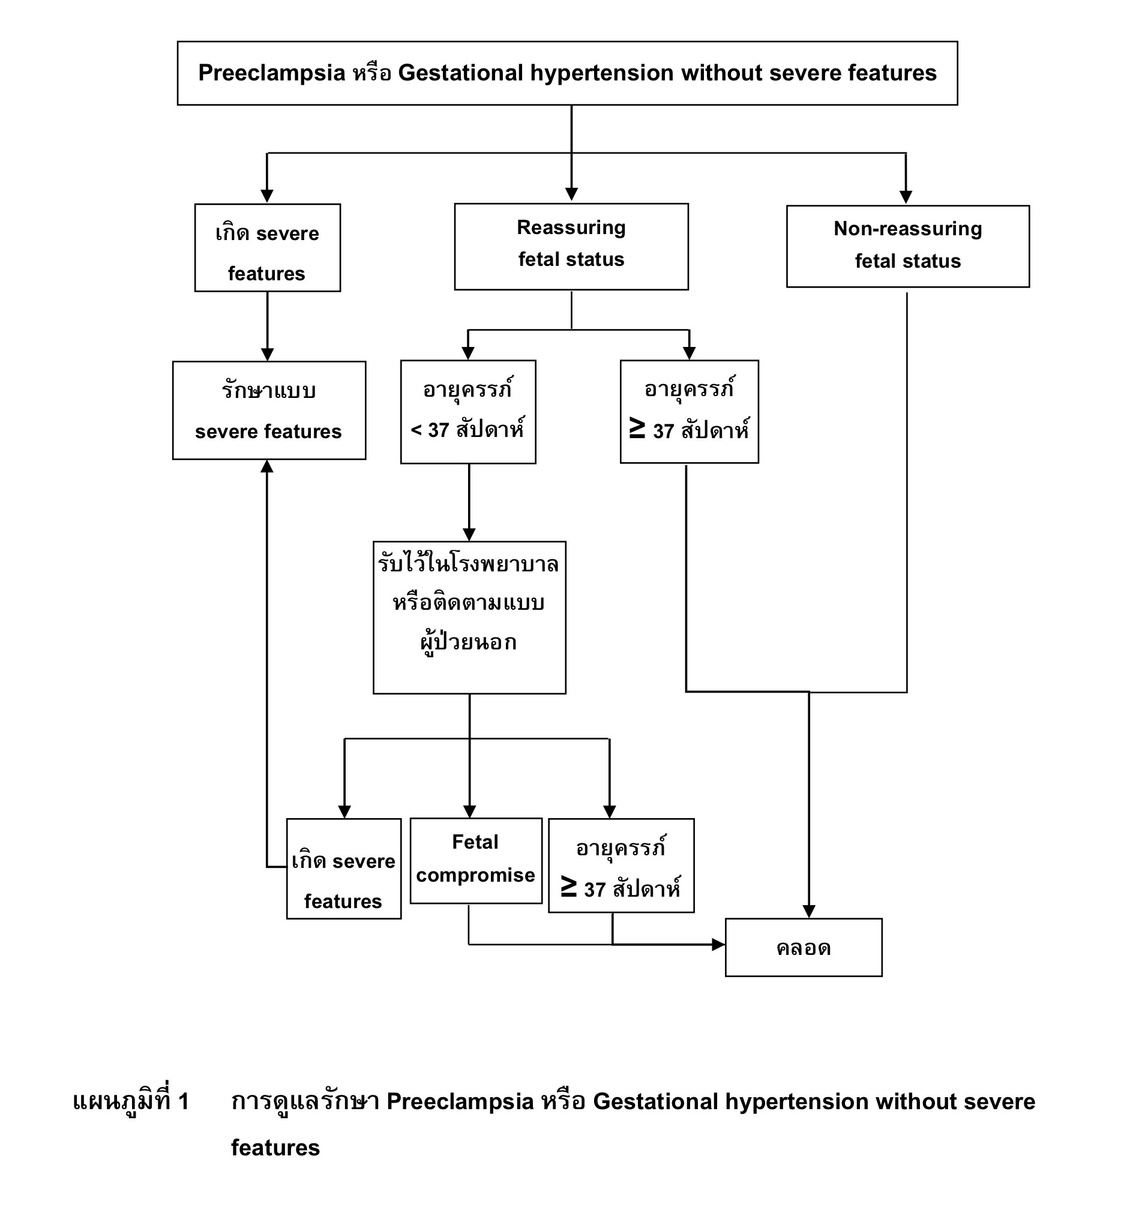 Preeclampsia หรือ Gestational hypertension without severe features
เกิด severe
features
Reassuring
fetal status
Non-reassuring
fetal status
รักษาแบบ
severe features
อายุครรภ์
< 37 สัปดาห์
อายุครรภ์
≥ 37 สัปดาห์
รับไว้ในโรงพยาบาล
หรือติดตามแบบ
ผู้ป่วยนอก
เกิด severe
features
Fetal
compromise
อายุครรภ์
≥ 37 สัปดาห์
คลอด
แผนภูมิที่ 1 การดูแลรักษา Preeclampsia หรือ Gestational hypertension without severe
features